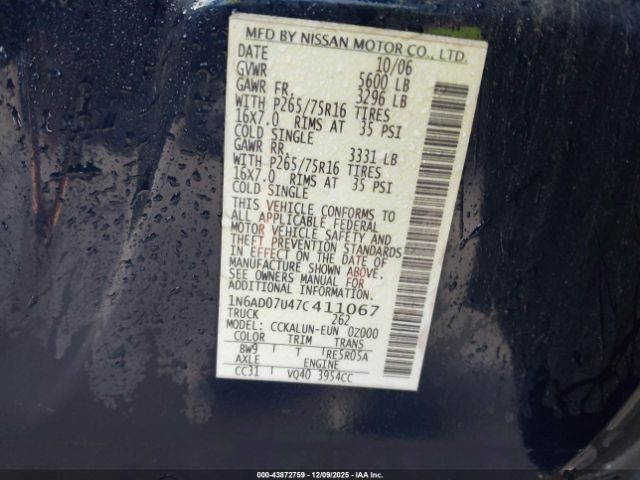 MFD BY NISSAN MOTOR CO., LTD.
DATE 10/06
GVWR 5600 LB
GAWR FR. 3296 LB
WITH P265/75R16 TIRES
16X7.0 RIMS AT 35 PSI
COLD SINGLE
GAWR RR. 3331 LB
WITH P265/75R16 TIRES
16X7.0 RIMS AT 35 PSI
COLD SINGLE
THIS VEHICLE CONFORMS TO
ALL APPLICABLE FEDERAL
MOTOR VEHICLE SAFETY AND
THEFT PREVENTION STANDARDS
IN EFFECT ON THE DATE OF
MANUFACTURE SHOWN ABOVE.
SEE OWNERS MANUAL FOR
ADDITIONAL INFORMATION.
1N6AD07U47C411067
TRUCK 262
MODEL: CCKALUN-EUN 0Z000
COLOR TRIM TRANS
BW9 T RE5R05A
AXLE ENGINE
CC31 VQ40 3954CC
000-43872759 | 12/09/2025 | IAA Inc.